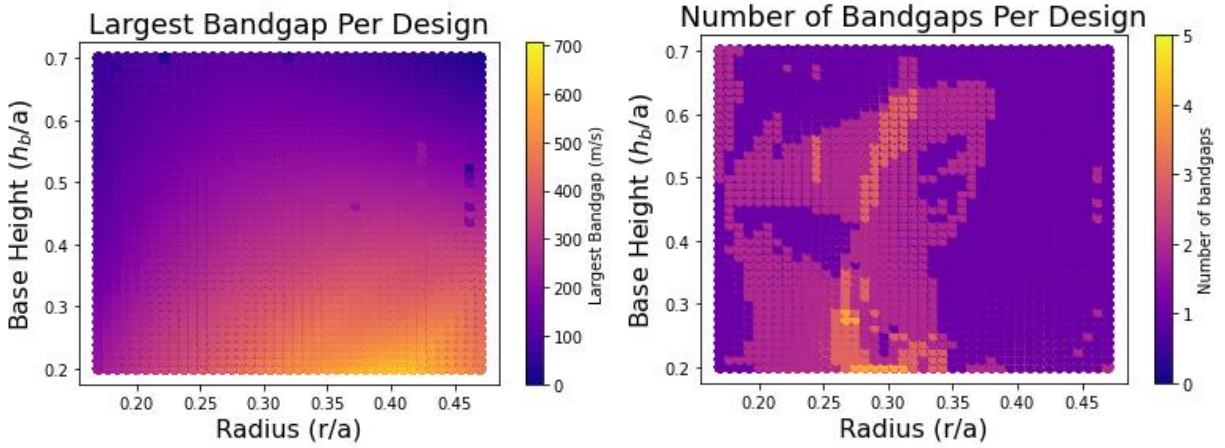 Largest Bandgap Per Design
Base Height (h_b/a)
0.7
0.6
0.5
0.4
0.3
0.2
0.20 0.25 0.30 0.35 0.40 0.45
Radius (r/a)
700
600
500
400
300
200
100
0
Largest Bandgap (m/s)
Number of Bandgaps Per Design
Base Height (h_b/a)
0.7
0.6
0.5
0.4
0.3
0.2
0.20 0.25 0.30 0.35 0.40 0.45
Radius (r/a)
5
4
3
2
1
0
Number of bandgaps